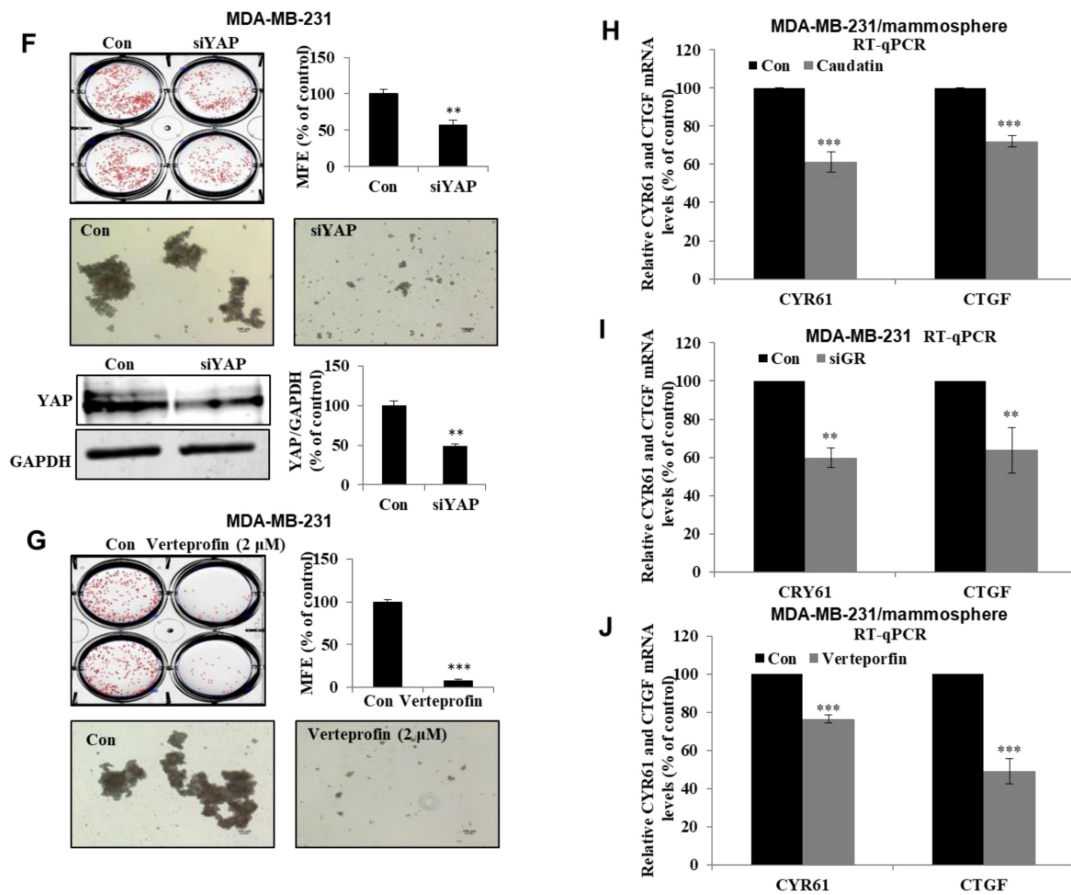 MDA-MB-231
F
Con siYAP
MFE (% of control)
150
100
50
0
**
Con siYAP
Con
siYAP
Con siYAP
YAP
GAPDH
YAP/GAPDH
(% of control)
150
100
50
0
**
Con siYAP
MDA-MB-231
G
Con Verteprofin (2 μM)
MFE (% of control)
150
100
50
0
***
Con Verteprofin
Con
Verteprofin (2 μM)
H
MDA-MB-231/mammosphere
RT-qPCR
Relative CYR61 and CTGF mRNA
levels (% of control)
120
100
80
60
40
20
0
Con Caudatin
***
***
CYR61 CTGF
I
MDA-MB-231 RT-qPCR
Relative CYR61 and CTGF mRNA
levels (% of control)
120
100
80
60
40
20
0
Con siGR
**
**
CRY61 CTGF
J
MDA-MB-231/mammosphere
RT-qPCR
Relative CYR61 and CTGF mRNA
levels (% of control)
120
100
80
60
40
20
0
Con Verteporfin
***
***
CYR61 CTGF